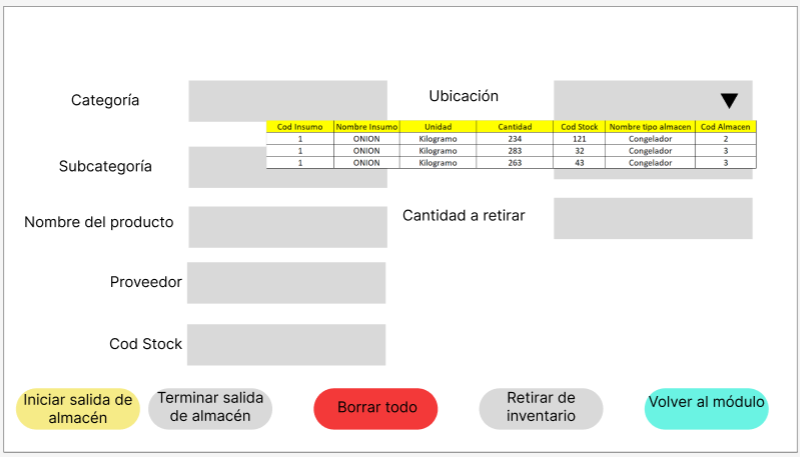 Categoría
Ubicación
Cod Insumo Nombre Insumo Unidad Cantidad Cod Stock Nombre tipo almacen Cod Almacen
1 ONION Kilogramo 234 121 Congelador 2
1 ONION Kilogramo 283 32 Congelador 3
1 ONION Kilogramo 263 43 Congelador 3
Subcategoría
Nombre del producto
Cantidad a retirar
Proveedor
Cod Stock
Iniciar salida de
almacén
Terminar salida
de almacén
Borrar todo
Retirar de
inventario
Volver al módulo